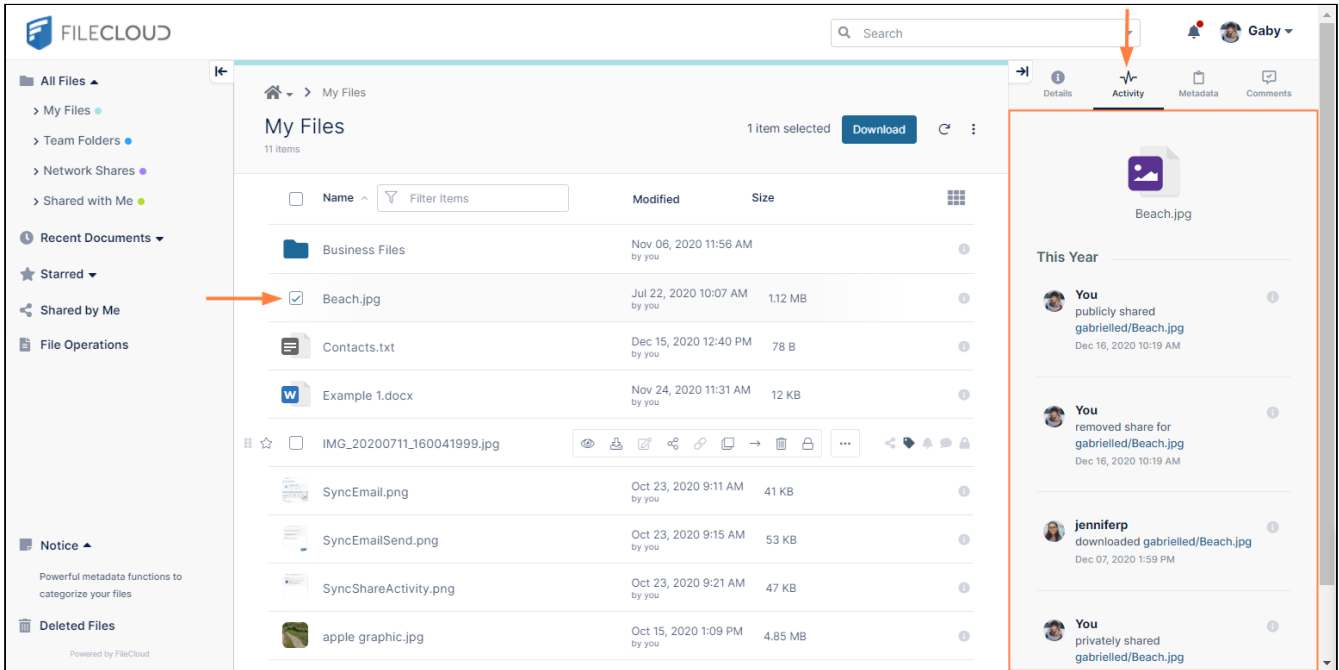 FILECLOUD
Search
Gaby
All Files
My Files
Team Folders
Network Shares
Shared with Me
Recent Documents
Starred
Shared by Me
File Operations
Notice
Powerful metadata functions to
categorize your files
Deleted Files
Powered by FileCloud
My Files
My Files
11 items
1 item selected
Download
Name
Filter Items
Modified
Size
Business Files
Nov 06, 2020 11:56 AM
by you
Beach.jpg
Jul 22, 2020 10:07 AM
by you
1.12 MB
Contacts.txt
Dec 15, 2020 12:40 PM
by you
78 B
W
Example 1.docx
Nov 24, 2020 11:31 AM
by you
12 KB
IMG_20200711_160041999.jpg
SyncEmail.png
Oct 23, 2020 9:11 AM
by you
41 KB
SyncEmailSend.png
Oct 23, 2020 9:15 AM
by you
53 KB
SyncShareActivity.png
Oct 23, 2020 9:21 AM
by you
47 KB
apple graphic.jpg
Oct 15, 2020 1:09 PM
by you
4.85 MB
Details
Activity
Metadata
Comments
Beach.jpg
This Year
You
publicly shared
gabrielled/Beach.jpg
Dec 16, 2020 10:19 AM
You
removed share for
gabrielled/Beach.jpg
Dec 16, 2020 10:19 AM
jenniferp
downloaded gabrielled/Beach.jpg
Dec 07, 2020 1:59 PM
You
privately shared
gabrielled/Beach.jpg